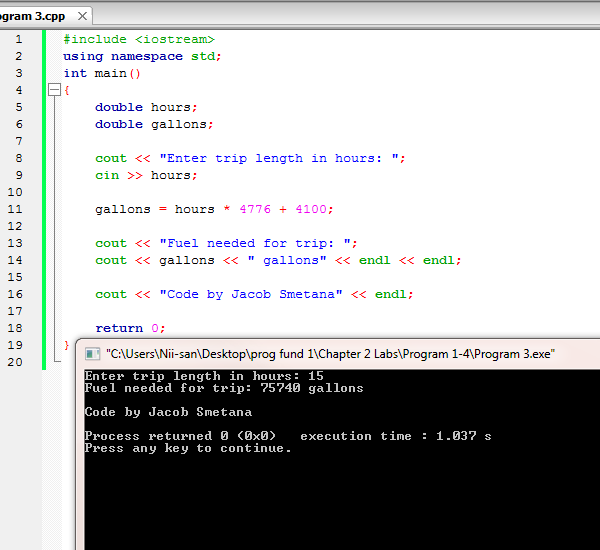 ogram 3.cpp
1 #include <iostream>
2 using namespace std;
3 int main()
4 {
5 double hours;
6 double gallons;
7
8 cout << "Enter trip length in hours: ";
9 cin >> hours;
10
11 gallons = hours * 4776 + 4100;
12
13 cout << "Fuel needed for trip: ";
14 cout << gallons << " gallons" << endl << endl;
15
16 cout << "Code by Jacob Smetana" << endl;
17
18 return 0;
19 }
20
"C:\Users\Nii-san\Desktop\prog fund 1\Chapter 2 Labs\Program 1-4\Program 3.exe"
Enter trip length in hours: 15
Fuel needed for trip: 75740 gallons
Code by Jacob Smetana
Process returned 0 (0x0)   execution time : 1.037 s
Press any key to continue.